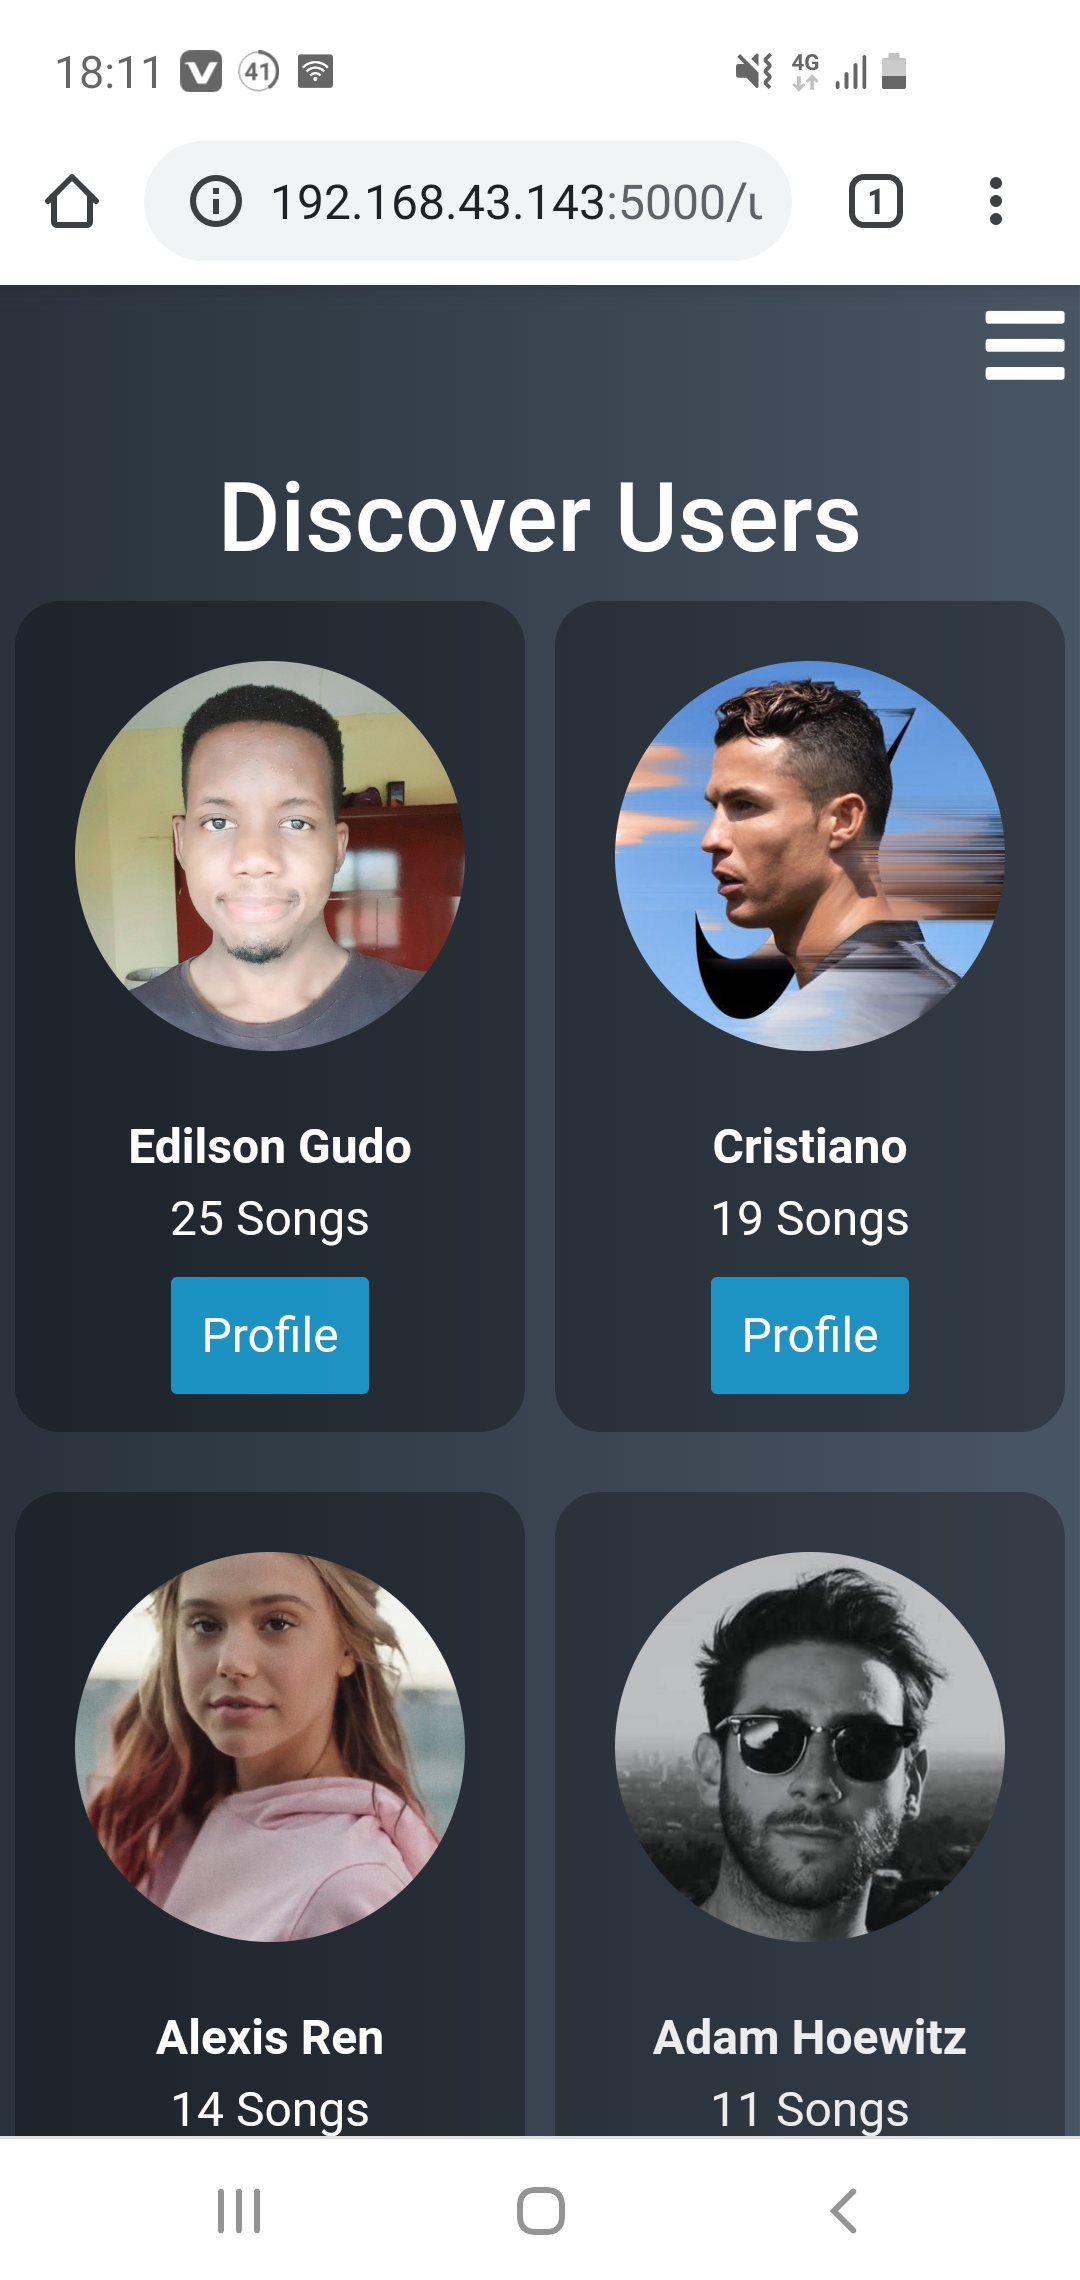 18:11 41 4G
192.168.43.143:5000/u 1
Discover Users
Edilson Gudo
25 Songs
Profile
Cristiano
19 Songs
Profile
Alexis Ren
14 Songs
Adam Hoewitz
11 Songs